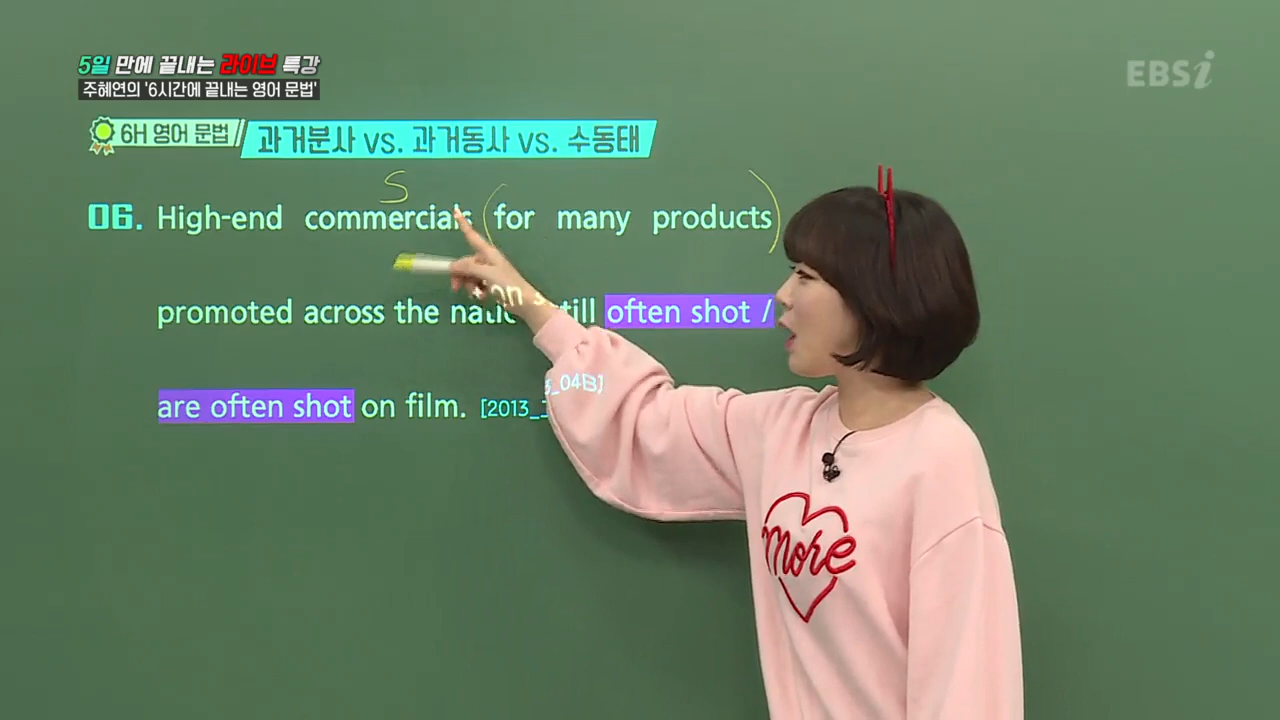 5일 만에 끝내는 라이브 특강
주혜연의 '6시간에 끝내는 영어 문법'
EBSi
6H 영어 문법 과거분사 vs. 과거동사 vs. 수동태
S
06. High-end commercials (for many products)
promoted across the still often shot /
are often shot on film. [2013_ _04B]
More